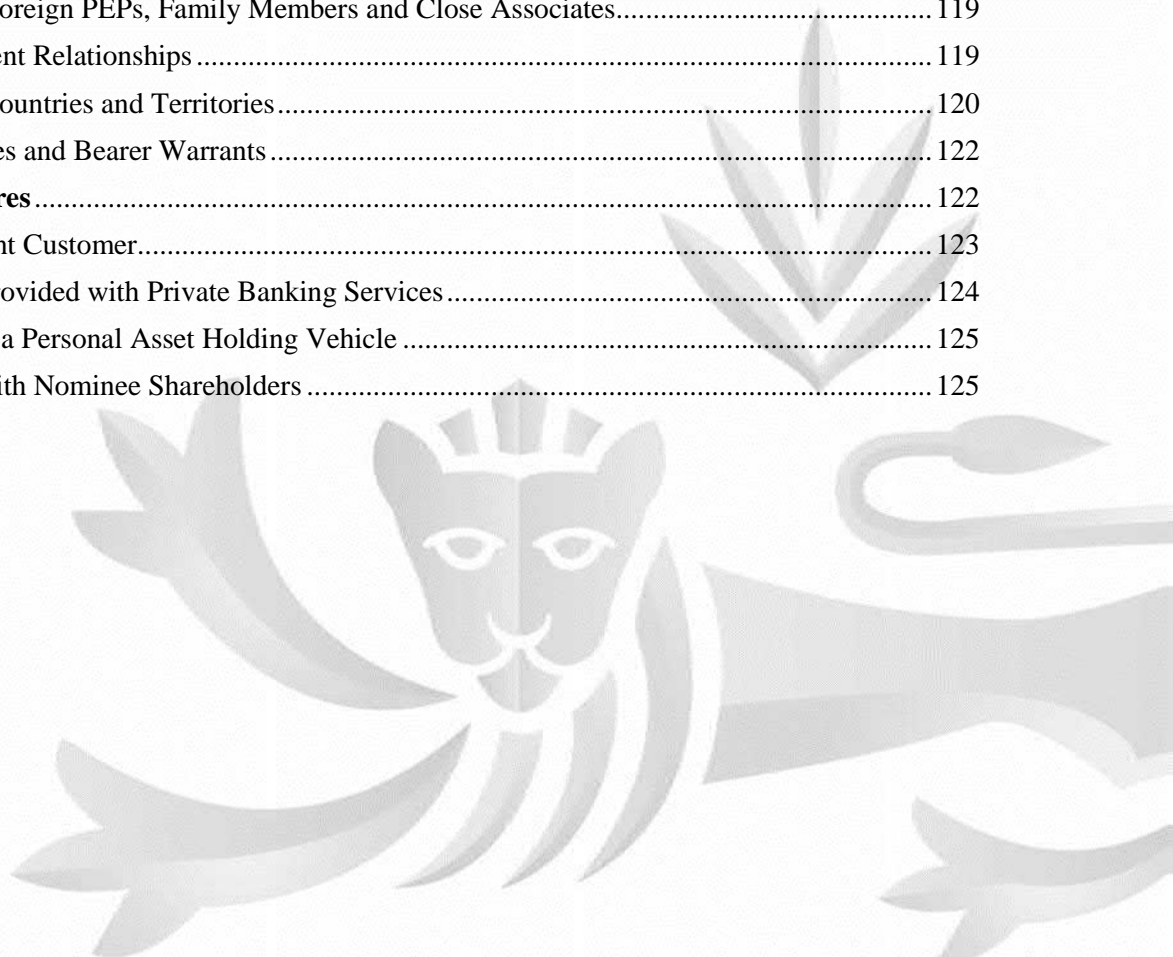 oreign PEPs, Family Members and Close Associates.......................................... 119
ent Relationships.................................................................................................... 119
ountries and Territories......................................................................................... 120
es and Bearer Warrants.......................................................................................... 122
res.......................................................................................................................... 122
nt Customer............................................................................................................ 123
rovided with Private Banking Services.................................................................. 124
a Personal Asset Holding Vehicle......................................................................... 125
ith Nominee Shareholders...................................................................................... 125